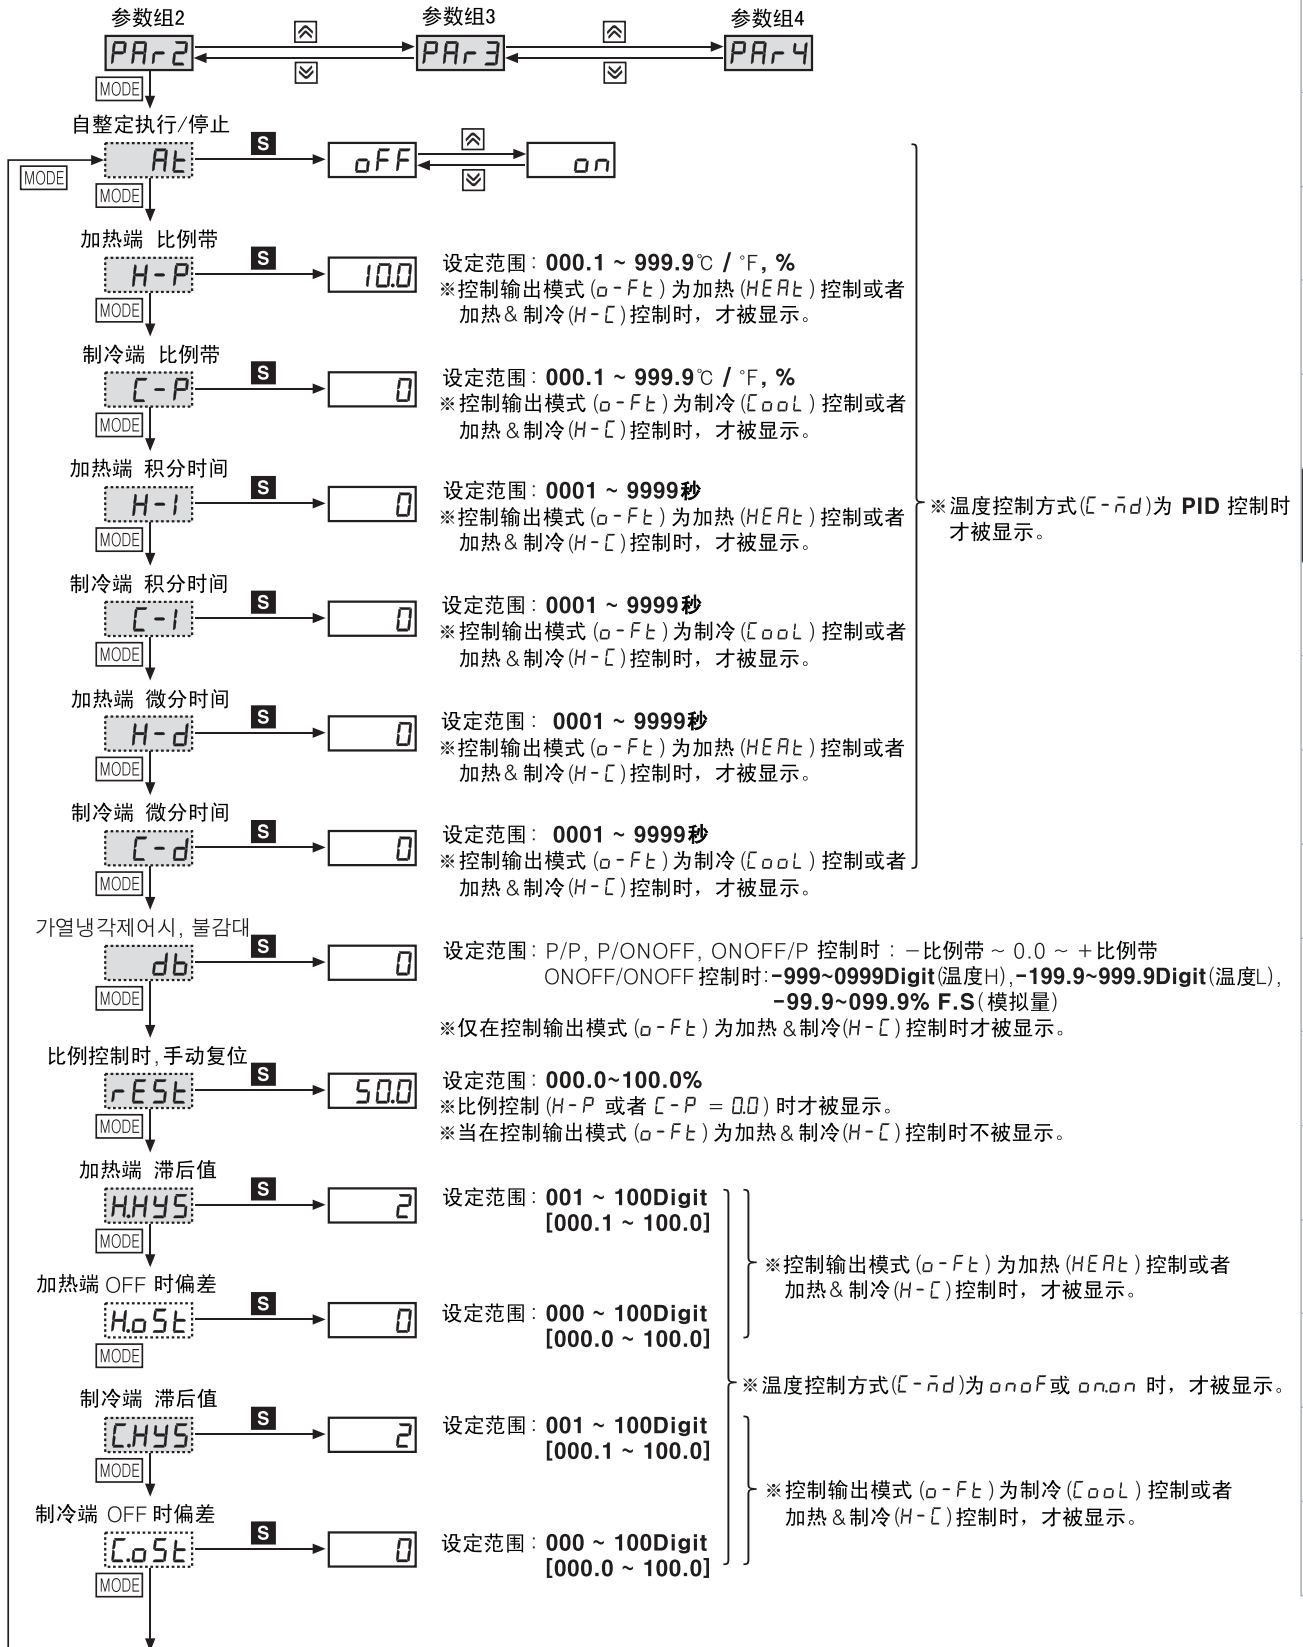 参数组2 参数组3 参数组4
PAr2 PAr3 PAr4
MODE
自整定执行/停止
At S oFF on
MODE
MODE
加热端 比例带
H-P S 10.0
设定范围: 000.1 ~ 999.9℃ / °F, %
※控制输出模式(o-Ft)为加热(HEAt)控制或者
加热&制冷(H-C)控制时，才被显示。
MODE
制冷端 比例带
C-P S 0
设定范围: 000.1 ~ 999.9℃ / °F, %
※控制输出模式(o-Ft)为制冷(CooL)控制或者
加热&制冷(H-C)控制时，才被显示。
MODE
加热端 积分时间
H-I S 0
设定范围: 0001 ~ 9999秒
※控制输出模式(o-Ft)为加热(HEAt)控制或者
加热&制冷(H-C)控制时，才被显示。
MODE
※温度控制方式(C-ñd)为 PID 控制时
才被显示。
制冷端 积分时间
C-I S 0
设定范围: 0001 ~ 9999秒
※控制输出模式(o-Ft)为制冷(CooL)控制或者
加热&制冷(H-C)控制时，才被显示。
MODE
加热端 微分时间
H-d S 0
设定范围: 0001 ~ 9999秒
※控制输出模式(o-Ft)为加热(HEAt)控制或者
加热&制冷(H-C)控制时，才被显示。
MODE
制冷端 微分时间
C-d S 0
设定范围: 0001 ~ 9999秒
※控制输出模式(o-Ft)为制冷(CooL)控制或者
加热&制冷(H-C)控制时，才被显示。
MODE
가열냉각제어시, 불감대
db S 0
设定范围: P/P, P/ONOFF, ONOFF/P 控制时 : －比例带 ~ 0.0 ~ ＋比例带
ONOFF/ONOFF控制时:-999~0999Digit(温度H),-199.9~999.9Digit(温度L),
-99.9~099.9% F.S(模拟量)
※仅在控制输出模式(o-Ft)为加热&制冷(H-C)控制时才被显示。
MODE
比例控制时,手动复位
rESt S 50.0
设定范围: 000.0~100.0%
※比例控制(H-P 或者 C-P = 0.0)时才被显示。
※当在控制输出模式(o-Ft)为加热&制冷(H-C)控制时不被显示。
MODE
加热端 滞后值
H.HYS S 2
设定范围: 001 ~ 100Digit
[000.1 ~ 100.0]
MODE
※控制输出模式(o-Ft)为加热(HEAt)控制或者
加热&制冷(H-C)控制时，才被显示。
加热端 OFF 时偏差
H.oSt S 0
设定范围: 000 ~ 100Digit
[000.0 ~ 100.0]
MODE
※温度控制方式(C-ñd)为onoF或 on.on 时，才被显示。
制冷端 滞后值
C.HYS S 2
设定范围: 001 ~ 100Digit
[000.1 ~ 100.0]
MODE
※控制输出模式(o-Ft)为制冷(CooL)控制或者
加热&制冷(H-C)控制时，才被显示。
制冷端 OFF 时偏差
C.oSt S 0
设定范围: 000 ~ 100Digit
[000.0 ~ 100.0]
MODE